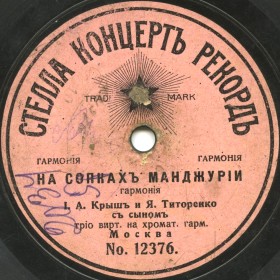 СТЕЛЛА КОНЦЕРТЪ РЕКОРДЪ
TRADE MARK
ГАРМОНІЯ ГАРМОНІЯ
НА СОПКАХЪ МАНДЖУРІИ
гармонія
І. А. Крышъ и Я. Титоренко
съ сыномъ
тріо вирт. на хромат. гарм.
Москва
No. 12376.